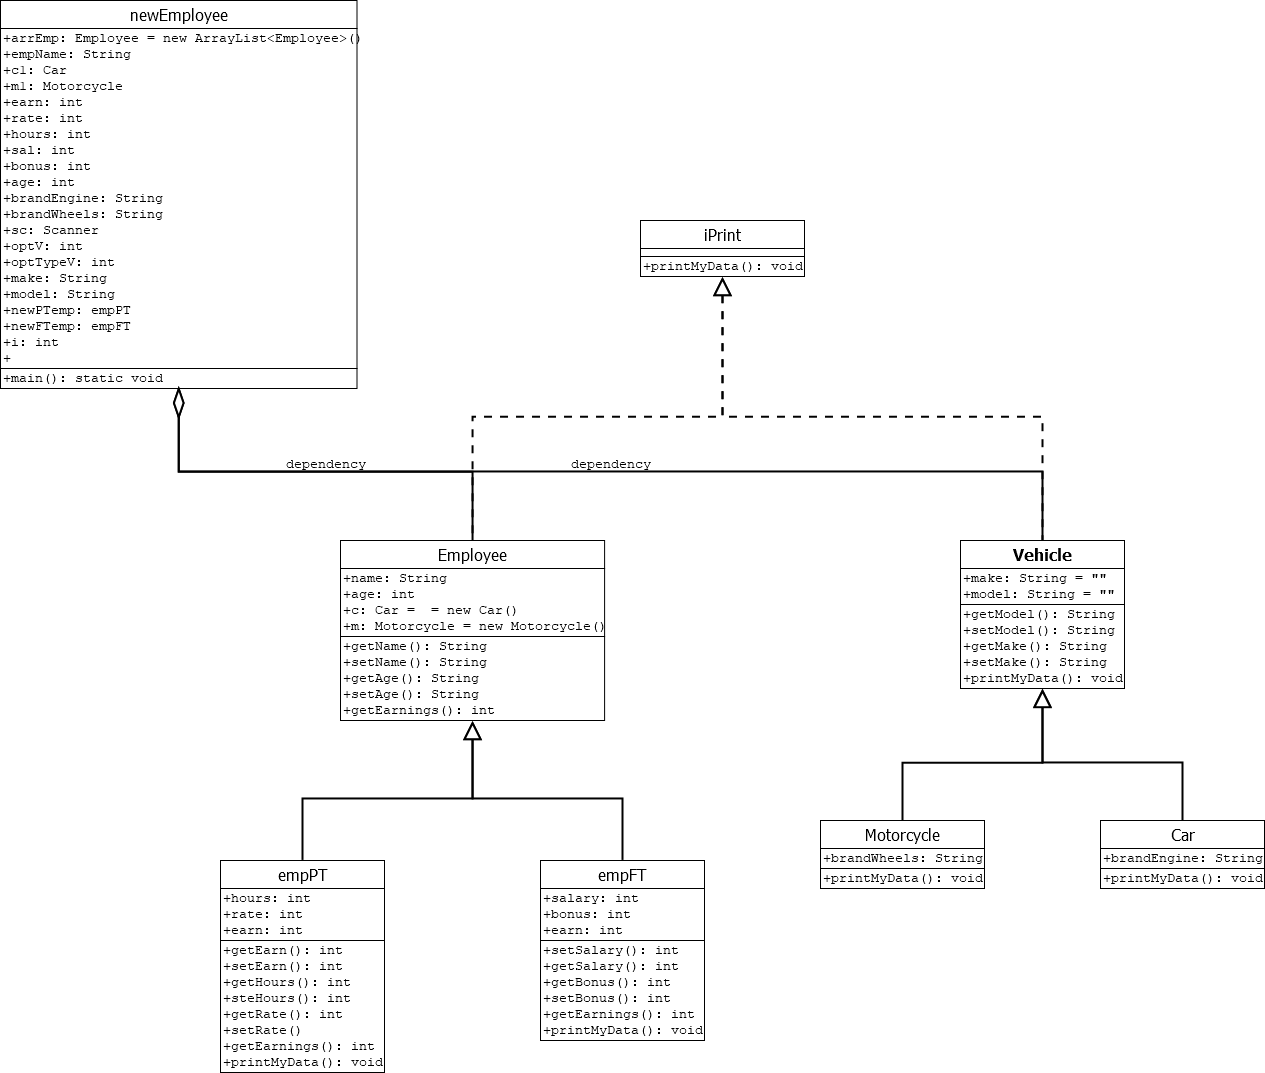 newEmployee
+arrEmp: Employee = new ArrayList<Employee>()
+empName: String
+c1: Car
+m1: Motorcycle
+earn: int
+rate: int
+hours: int
+sal: int
+bonus: int
+age: int
+brandEngine: String
+brandWheels: String
+sc: Scanner
+optV: int
+optTypeV: int
+make: String
+model: String
+newPTemp: empPT
+newFTemp: empFT
+i: int
+
+main(): static void
iPrint
+printMyData(): void
dependency
dependency
Employee
+name: String
+age: int
+c: Car =  = new Car()
+m: Motorcycle = new Motorcycle()
+getName(): String
+setName(): String
+getAge(): String
+setAge(): String
+getEarnings(): int
Vehicle
+make: String = ""
+model: String = ""
+getModel(): String
+setModel(): String
+getMake(): String
+setMake(): String
+printMyData(): void
empPT
+hours: int
+rate: int
+earn: int
+getEarn(): int
+setEarn(): int
+getHours(): int
+steHours(): int
+getRate(): int
+setRate()
+getEarnings(): int
+printMyData(): void
empFT
+salary: int
+bonus: int
+earn: int
+setSalary(): int
+getSalary(): int
+getBonus(): int
+setBonus(): int
+getEarnings(): int
+printMyData(): void
Motorcycle
+brandWheels: String
+printMyData(): void
Car
+brandEngine: String
+printMyData(): void